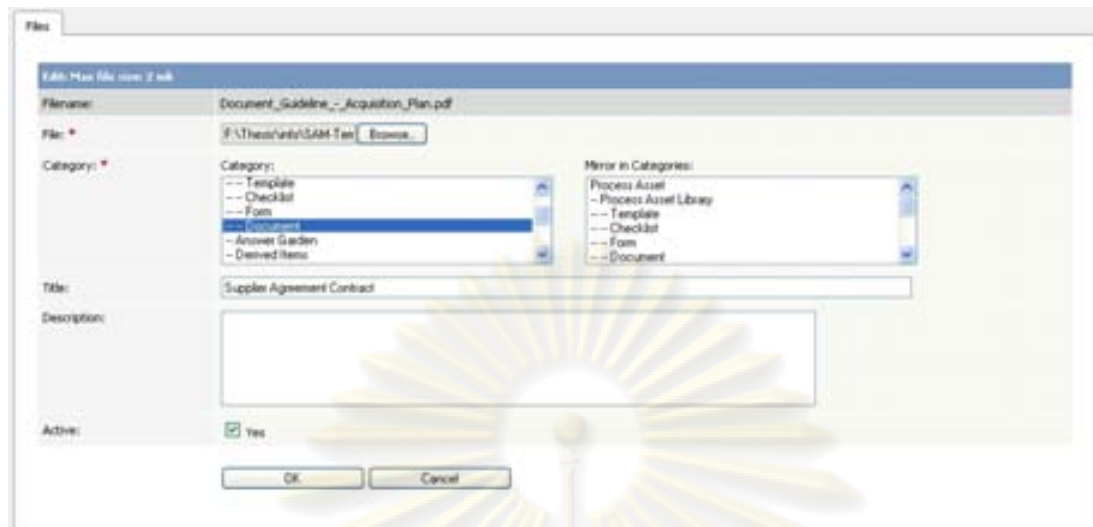 Files
Edit: Max file size: 2 mb
Filename: Document_Guideline_-_Acquisition_Plan.pdf
File: * F:\Thesis\info\SAM-Tem Browse...
Category: * Category: Mirror in Categories:
-- -- Template
-- -- Checklist
-- -- Form
-- -- Document
-- Answer Garden
-- Derived Items
Process Asset
-- Process Asset Library
-- -- Template
-- -- Checklist
-- -- Form
-- -- Document
Title: Supplier Agreement Contract
Description:
Active: Yes
OK Cancel